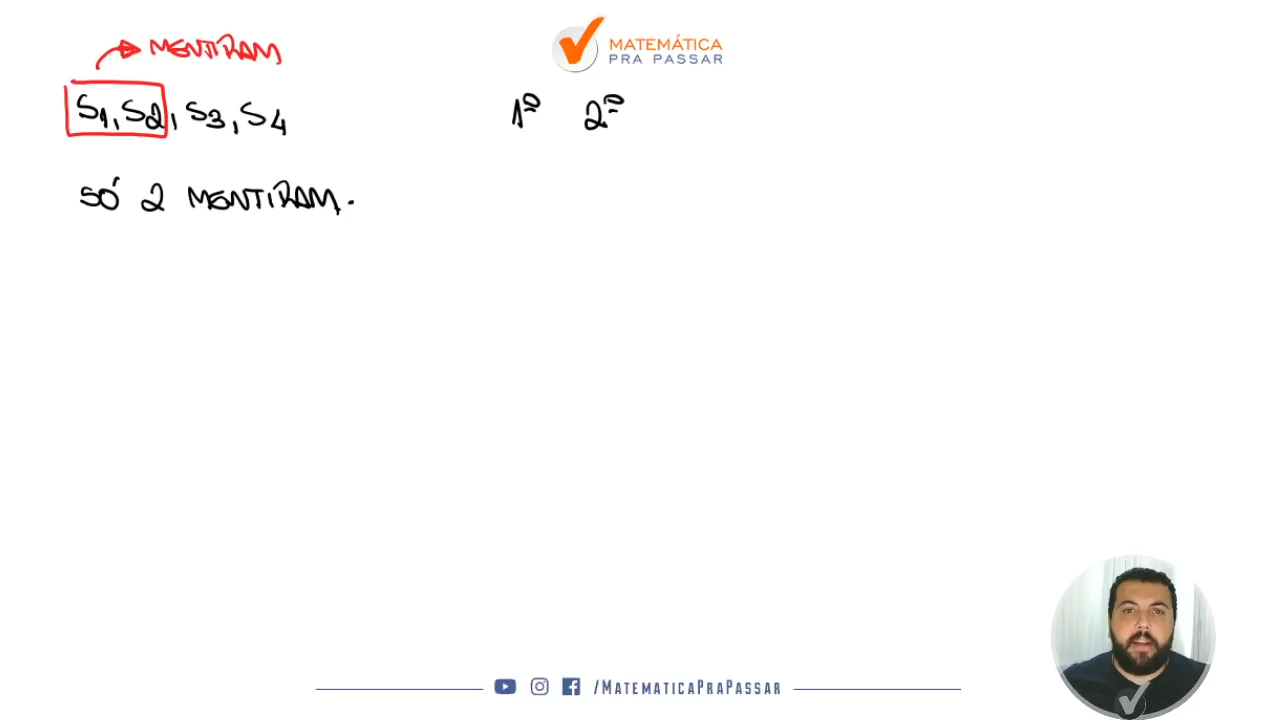 MENTIRAM
S1, S2, S3, S4
SÓ 2 MENTIRAM.
MATEMÁTICA
PRA PASSAR
1º 2º
/MATEMATICAPRAPASSAR